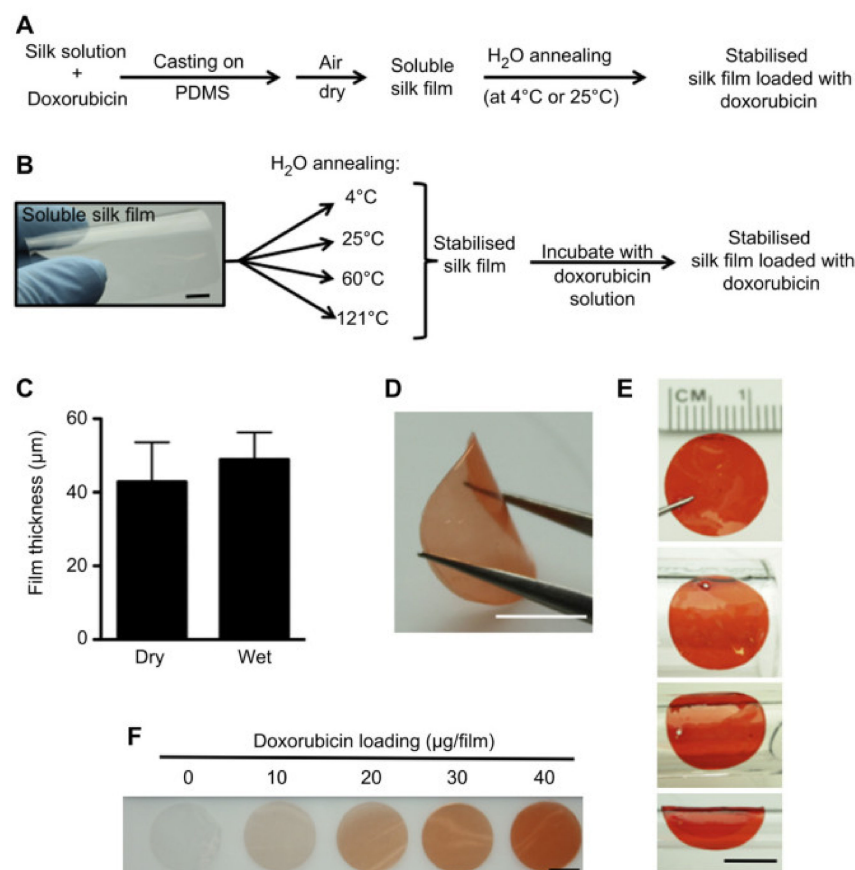 A
Silk solution
+
Doxorubicin
Casting on
PDMS
Air
dry
Soluble
silk film
H₂O annealing
(at 4°C or 25°C)
Stabilised
silk film loaded with
doxorubicin
B
H₂O annealing:
Soluble silk film
4°C
25°C
60°C
121°C
Stabilised
silk film
Incubate with
doxorubicin
solution
Stabilised
silk film loaded with
doxorubicin
C
Film thickness (μm)
60
40
20
0
Dry
Wet
D
E
CM 1
F
Doxorubicin loading (μg/film)
0 10 20 30 40